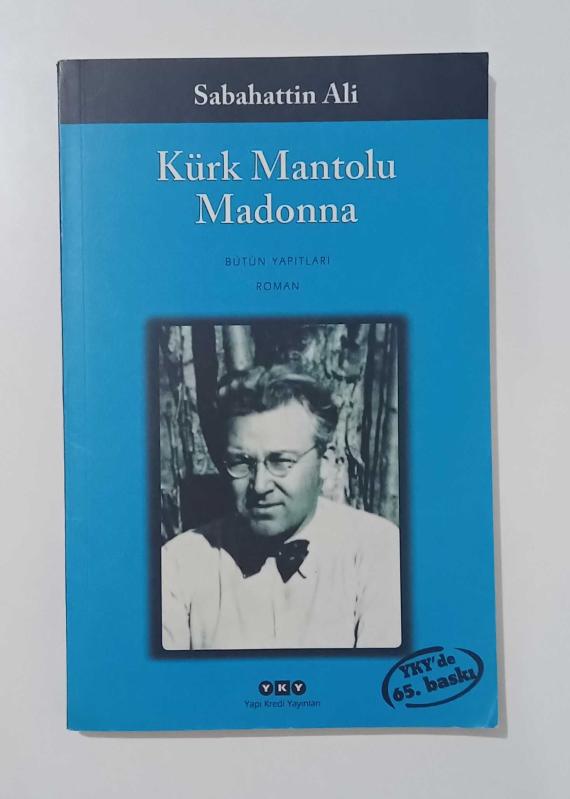 Sabahattin Ali
Kürk Mantolu
Madonna
BÜTÜN YAPITLARI
ROMAN
YKY'de
65. baskı
YKY
Yapı Kredi Yayınları